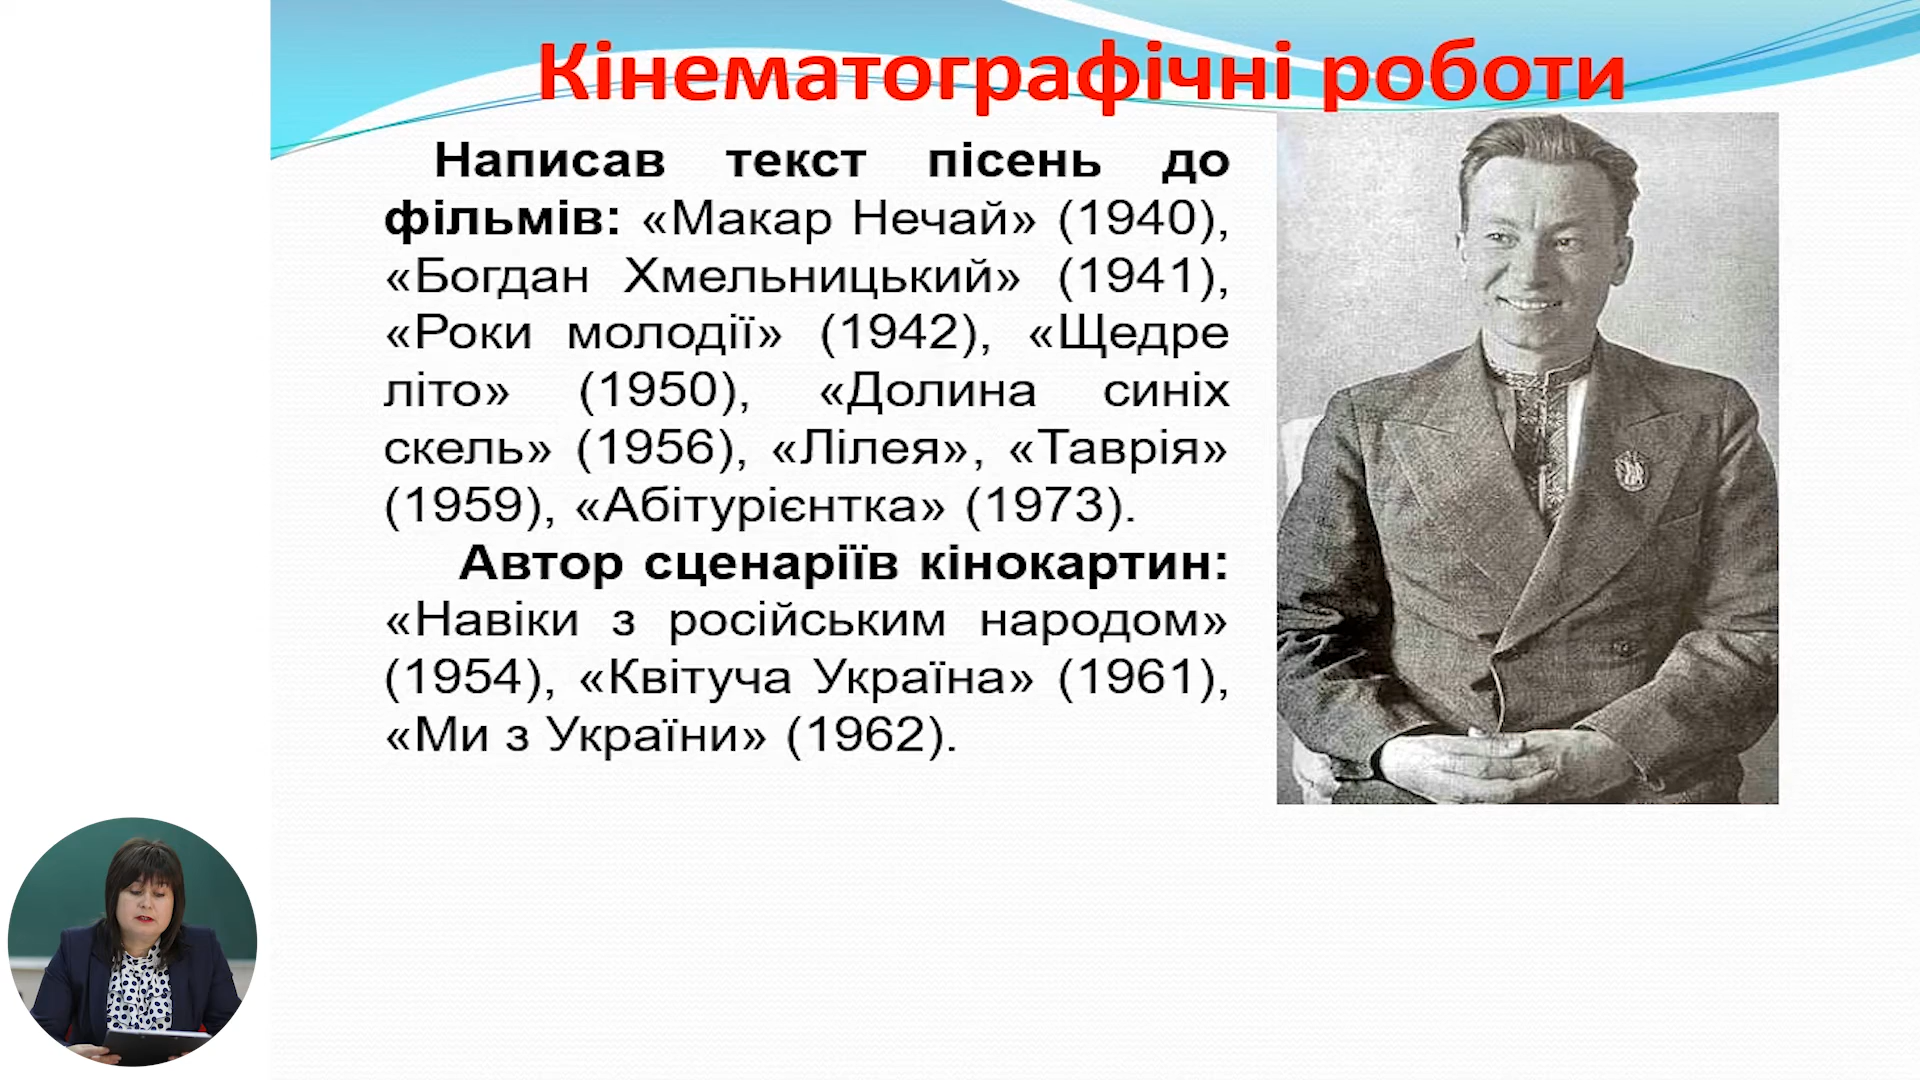 Кінематографічні роботи
Написав текст пісень до
фільмів: «Макар Нечай» (1940),
«Богдан Хмельницький» (1941),
«Роки молодії» (1942), «Щедре
літо» (1950), «Долина синіх
скель» (1956), «Лілея», «Таврія»
(1959), «Абітурієнтка» (1973).
Автор сценаріїв кінокартин:
«Навіки з російським народом»
(1954), «Квітуча Україна» (1961),
«Ми з України» (1962).